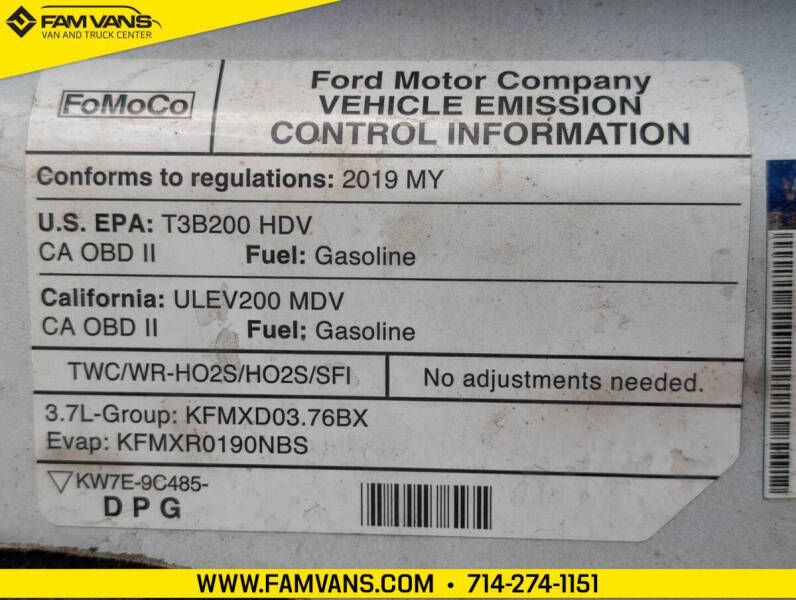 FAM VANS
VAN AND TRUCK CENTER
FoMoCo
Ford Motor Company
VEHICLE EMISSION
CONTROL INFORMATION
Conforms to regulations: 2019 MY
U.S. EPA: T3B200 HDV
CA OBD II Fuel: Gasoline
California: ULEV200 MDV
CA OBD II Fuel: Gasoline
TWC/WR-HO2S/HO2S/SFI
No adjustments needed.
3.7L-Group: KFMXD03.76BX
Evap: KFMXR0190NBS
KW7E-9C485-
DPG
WWW.FAMVANS.COM • 714-274-1151